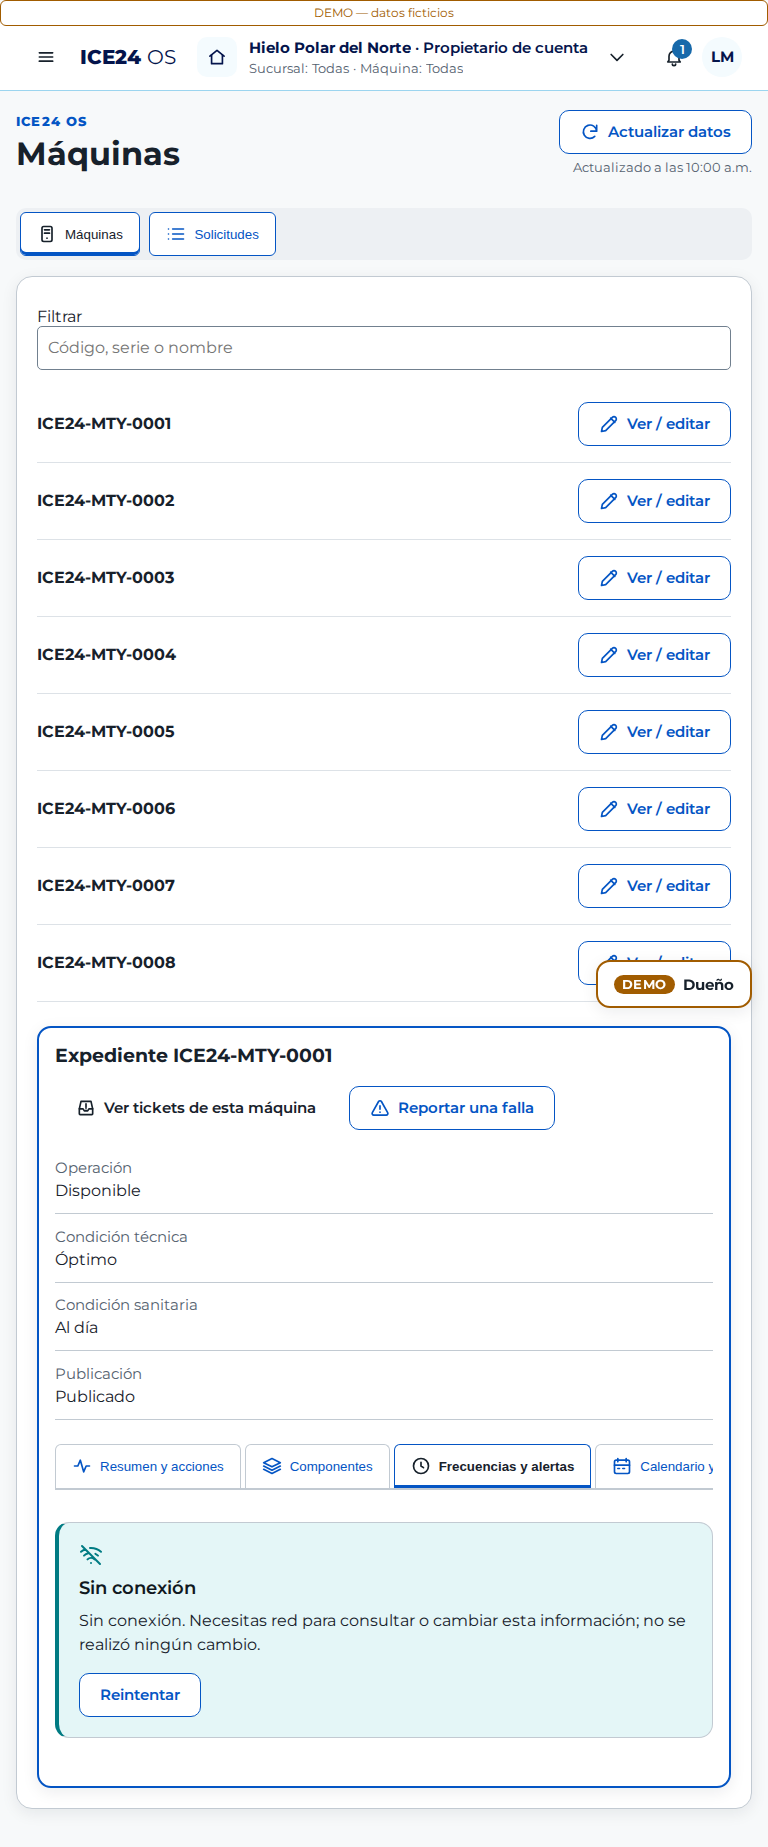 DEMO — datos ficticios
ICE24 OS
Hielo Polar del Norte · Propietario de cuenta
Sucursal: Todas · Máquina: Todas
1
LM
ICE24 OS
Máquinas
Actualizar datos
Actualizado a las 10:00 a.m.
Máquinas
Solicitudes
Filtrar
Código, serie o nombre
ICE24-MTY-0001
Ver / editar
ICE24-MTY-0002
Ver / editar
ICE24-MTY-0003
Ver / editar
ICE24-MTY-0004
Ver / editar
ICE24-MTY-0005
Ver / editar
ICE24-MTY-0006
Ver / editar
ICE24-MTY-0007
Ver / editar
ICE24-MTY-0008
DEMO Dueño
Expediente ICE24-MTY-0001
Ver tickets de esta máquina
Reportar una falla
Operación
Disponible
Condición técnica
Óptimo
Condición sanitaria
Al día
Publicación
Publicado
Resumen y acciones
Componentes
Frecuencias y alertas
Calendario y
Sin conexión
Sin conexión. Necesitas red para consultar o cambiar esta información; no se
realizó ningún cambio.
Reintentar